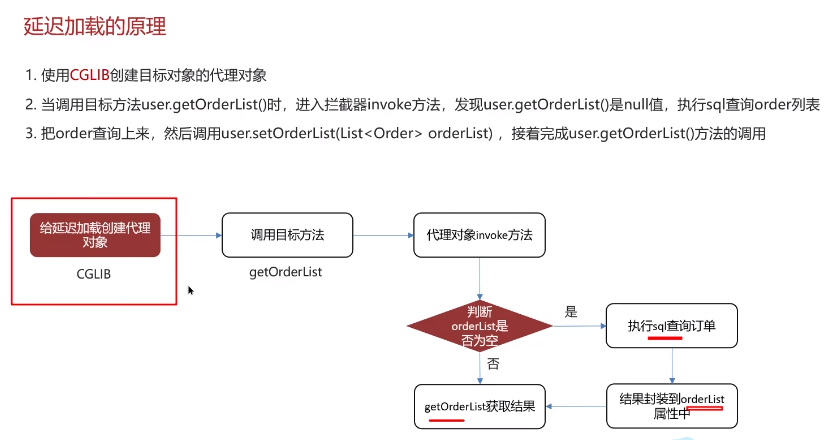 延迟加载的原理
1. 使用CGLIB创建目标对象的代理对象
2. 当调用目标方法user.getOrderList()时，进入拦截器invoke方法，发现user.getOrderList()是null值，执行sql查询order列表
3. 把order查询上来，然后调用user.setOrderList(List<Order> orderList) ，接着完成user.getOrderList()方法的调用
给延迟加载创建代理
对象
CGLIB
调用目标方法
getOrderList
代理对象invoke方法
判断
orderList是
否为空
是
执行sql查询订单
否
结果封装到orderList
属性中
getOrderList获取结果